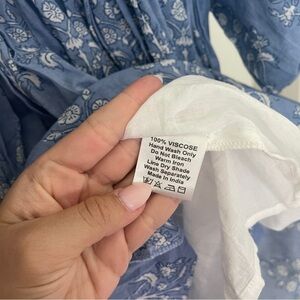 100% VISCOSE
Hand Wash Only
Do Not Bleach
Warm Iron
Line Dry Shade
Wash Separately
Made In India